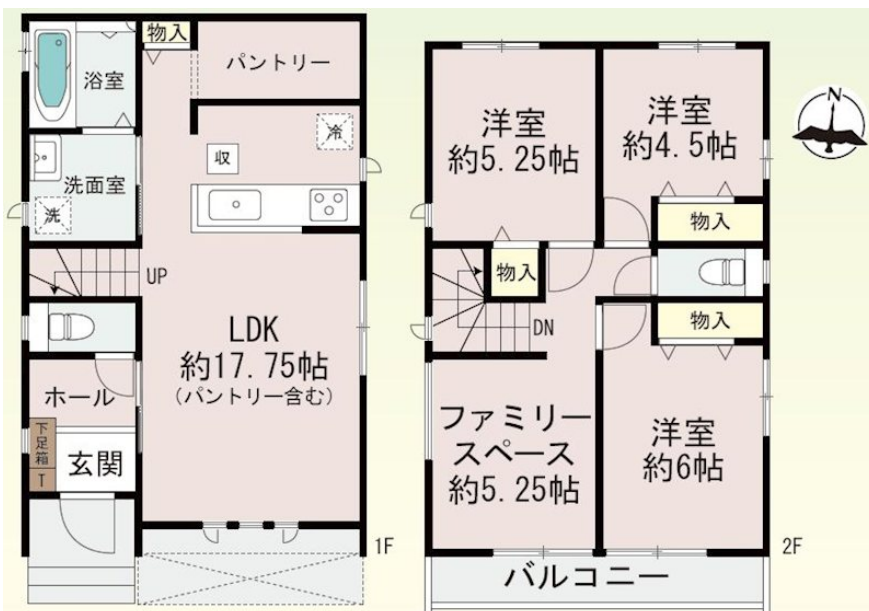 物入
パントリー
浴室
冷
収
洗面室
洗
UP
LDK
約17.75帖
(パントリー含む)
ホール
下足箱
T
玄関
1F
洋室
約5.25帖
洋室
約4.5帖
N
物入
物入
物入
DN
ファミリー
スペース
約5.25帖
洋室
約6帖
バルコニー
2F